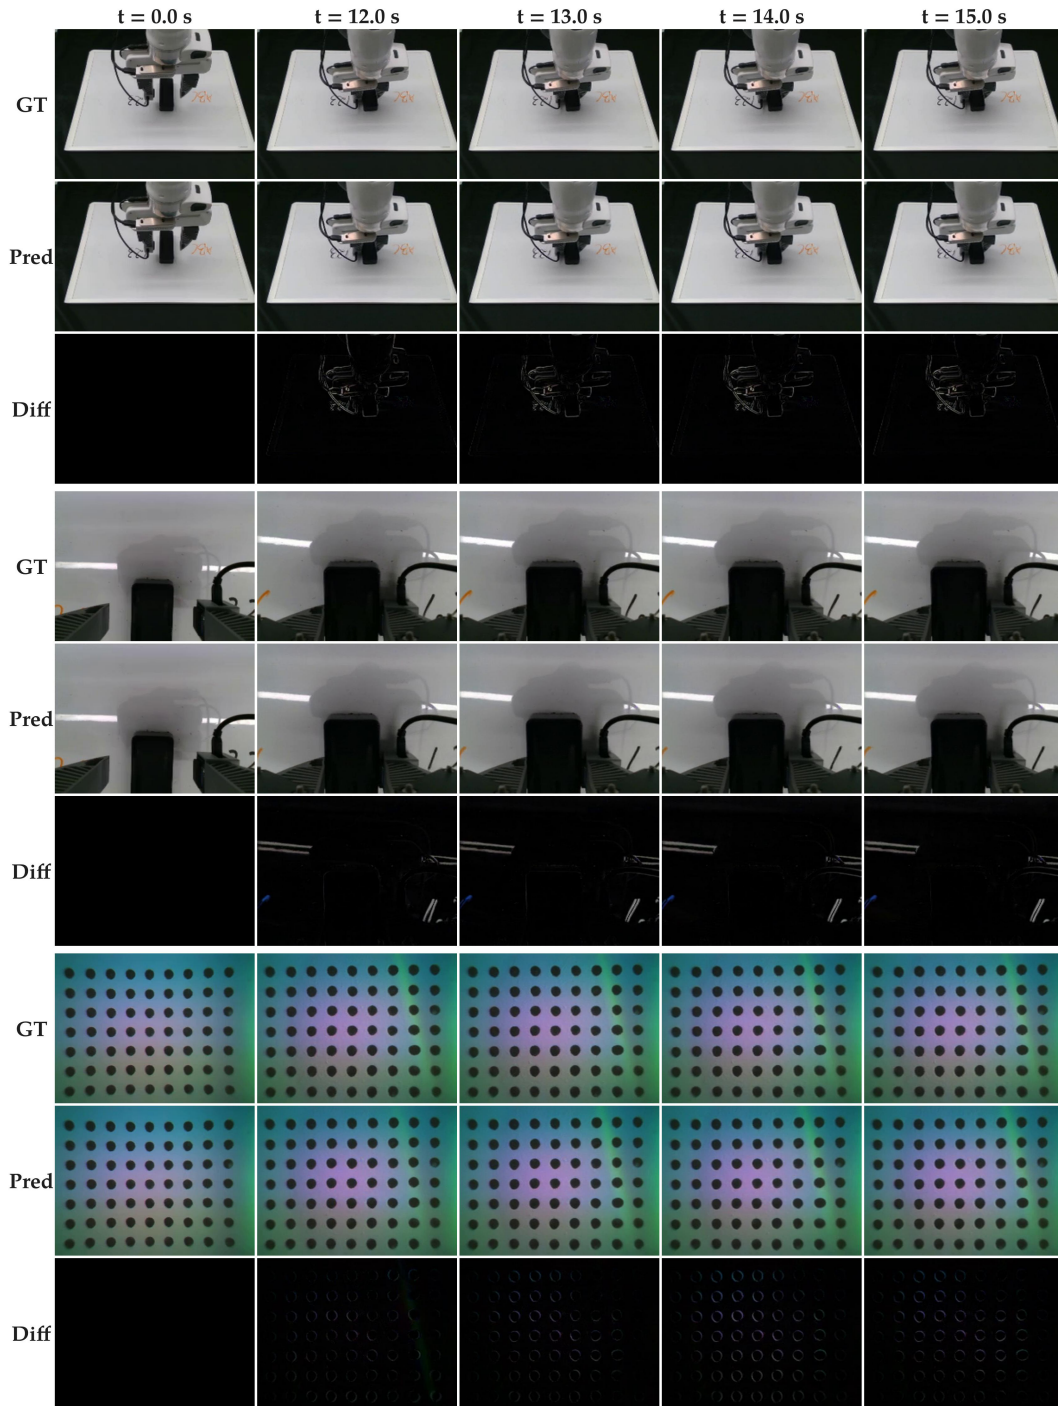 t = 0.0 s t = 12.0 s t = 13.0 s t = 14.0 s t = 15.0 s
GT
Pred
Diff
GT
Pred
Diff
GT
Pred
Diff